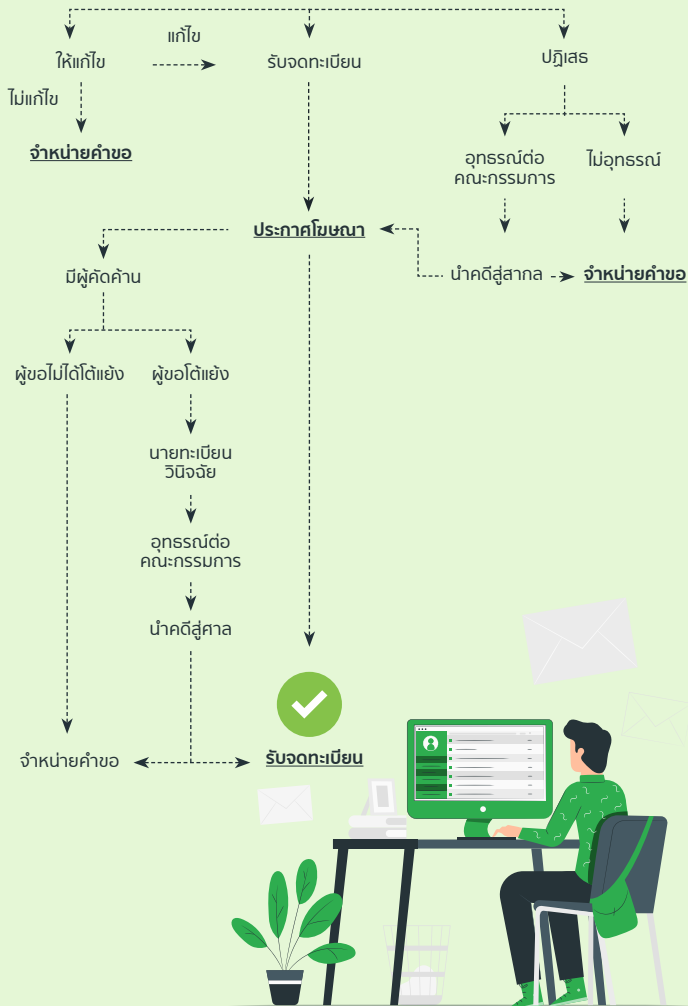 แก้ไข
ให้แก้ไข
รับจดทะเบียน
ปฏิเสธ
ไม่แก้ไข
จำหน่ายคำขอ
อุทธรณ์ต่อ
คณะกรรมการ
ไม่อุทธรณ์
ประกาศโฆษณา
มีผู้คัดค้าน
นำคดีสู่สากล
จำหน่ายคำขอ
ผู้ขอไม่ได้โต้แย้ง
ผู้ขอโต้แย้ง
นายทะเบียน
วินิจฉัย
อุทธรณ์ต่อ
คณะกรรมการ
นำคดีสู่ศาล
จำหน่ายคำขอ
รับจดทะเบียน